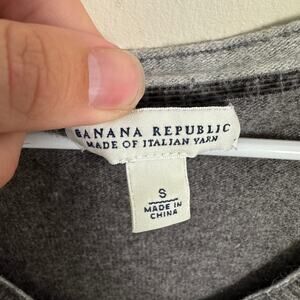 BANANA REPUBLIC
MADE OF ITALIAN YARN
S
MADE IN
CHINA